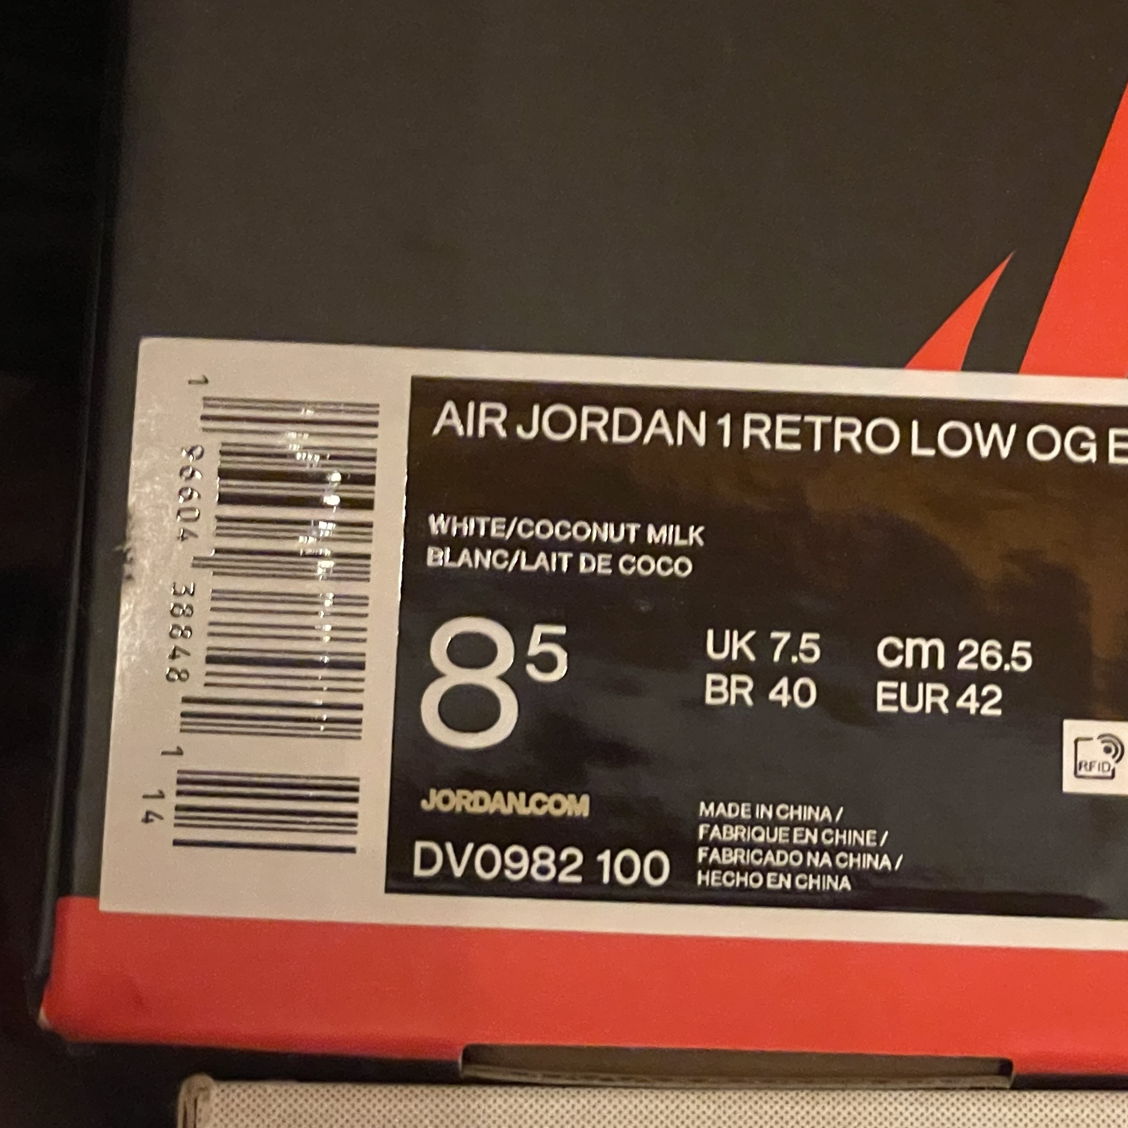 AIR JORDAN 1 RETRO LOW OG
WHITE/COCONUT MILK
BLANC/LAIT DE COCO
8 5
UK 7.5 cm 26.5
BR 40 EUR 42
RFID
JORDAN.COM
DV0982 100
MADE IN CHINA /
FABRIQUE EN CHINE /
FABRICADO NA CHINA /
HECHO EN CHINA
1 96604 38848 1 14